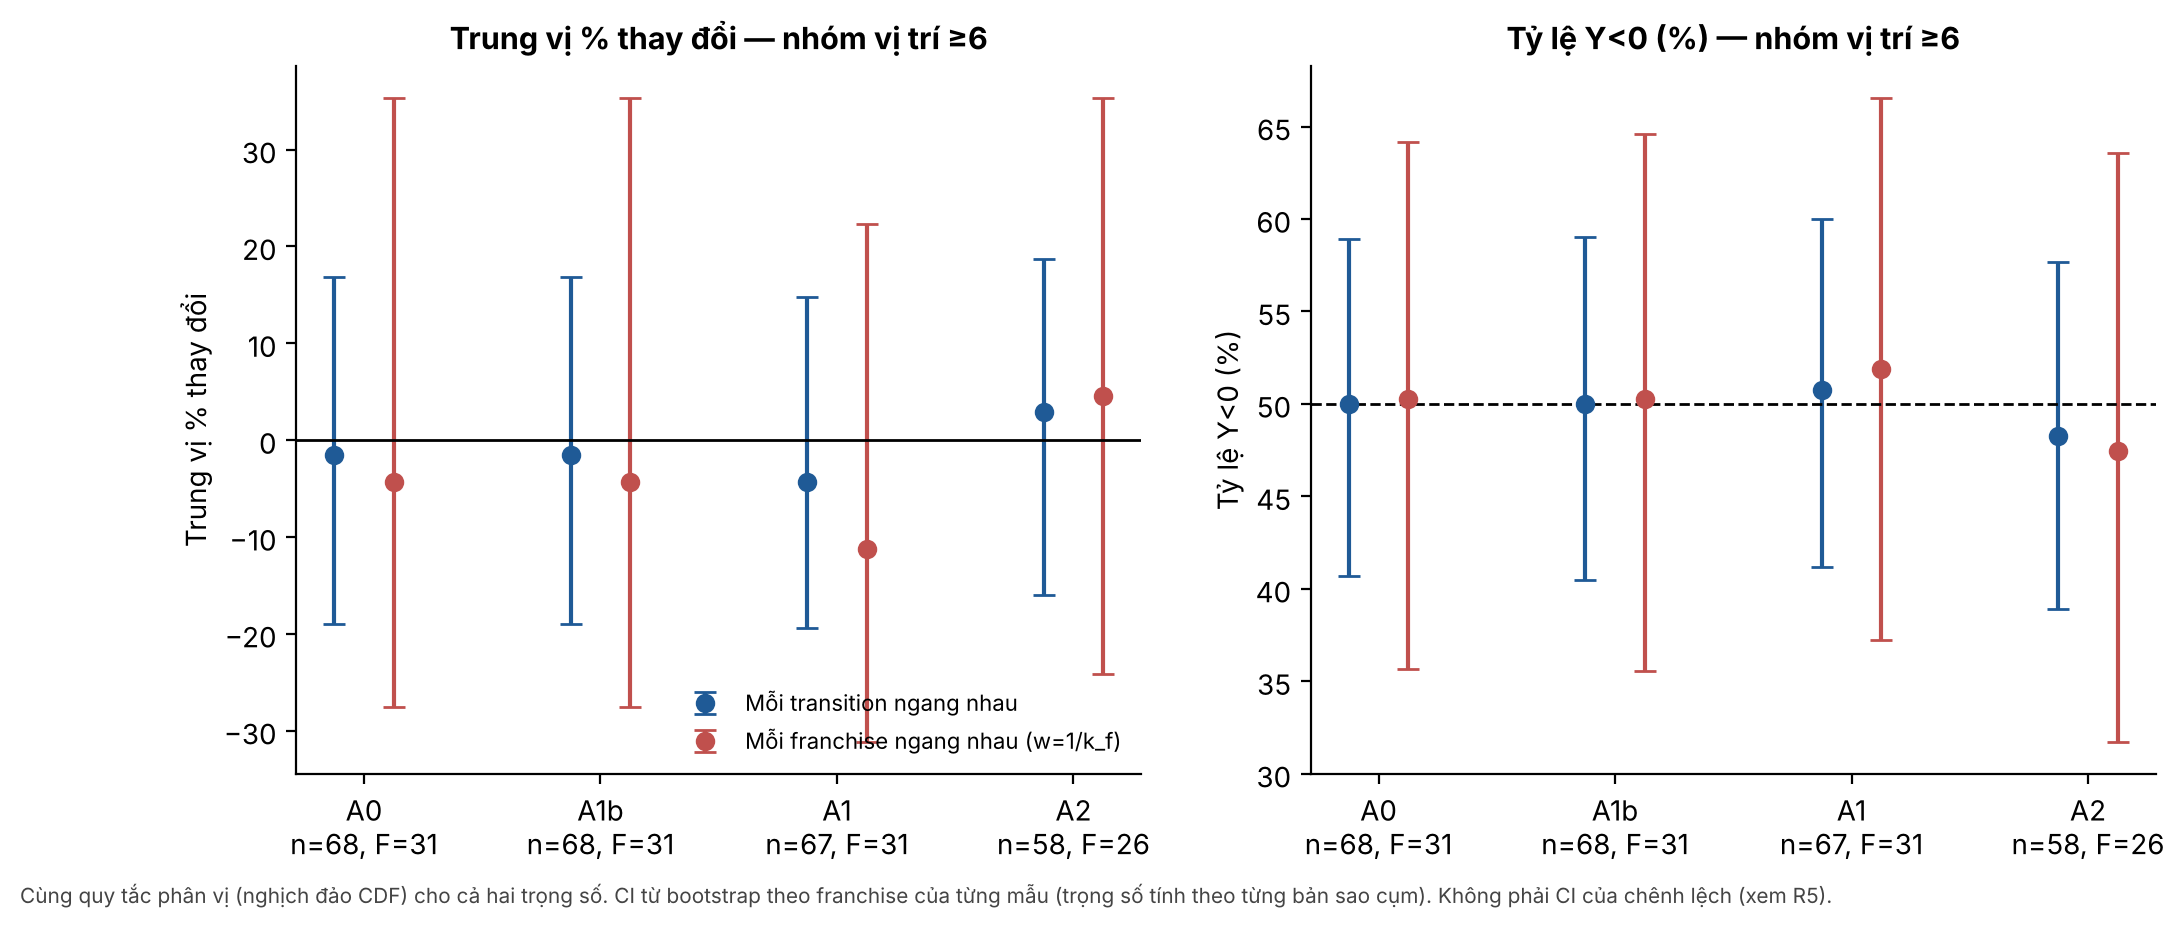 Trung vị % thay đổi — nhóm vị trí ≥6
Trung vị % thay đổi
30
20
10
0
−10
−20
−30
Mỗi transition ngang nhau
Mỗi franchise ngang nhau (w=1/k_f)
A0
n=68, F=31
A1b
n=68, F=31
A1
n=67, F=31
A2
n=58, F=26
Tỷ lệ Y<0 (%) — nhóm vị trí ≥6
Tỷ lệ Y<0 (%)
65
60
55
50
45
40
35
30
A0
n=68, F=31
A1b
n=68, F=31
A1
n=67, F=31
A2
n=58, F=26
Cùng quy tắc phân vị (nghịch đảo CDF) cho cả hai trọng số. CI từ bootstrap theo franchise của từng mẫu (trọng số tính theo từng bản sao cụm). Không phải CI của chênh lệch (xem R5).